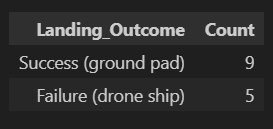 Landing_Outcome Count
Success (ground pad) 9
Failure (drone ship) 5